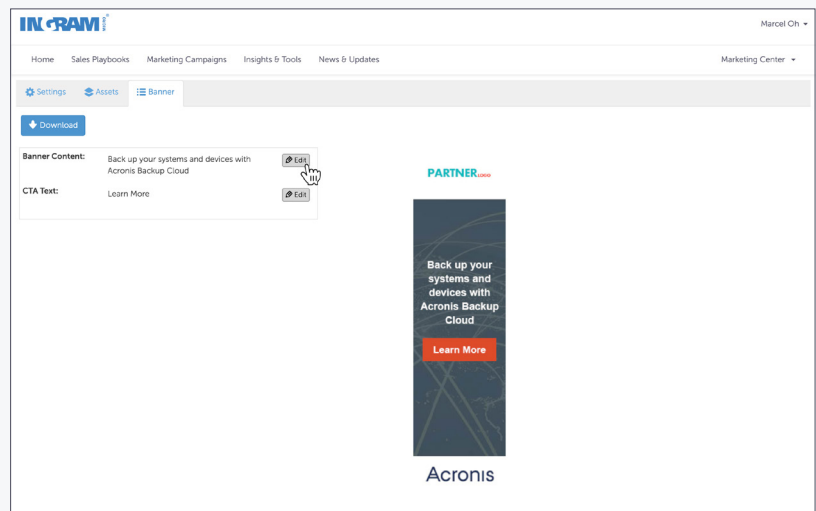 INGRAM MICRO
Marcel Oh
Home Sales Playbooks Marketing Campaigns Insights & Tools News & Updates Marketing Center
Settings Assets Banner
Download
Banner Content: Back up your systems and devices with Edit
Acronis Backup Cloud
CTA Text: Learn More Edit
PARTNER LOGO
Back up your
systems and
devices with
Acronis Backup
Cloud
Learn More
Acronis